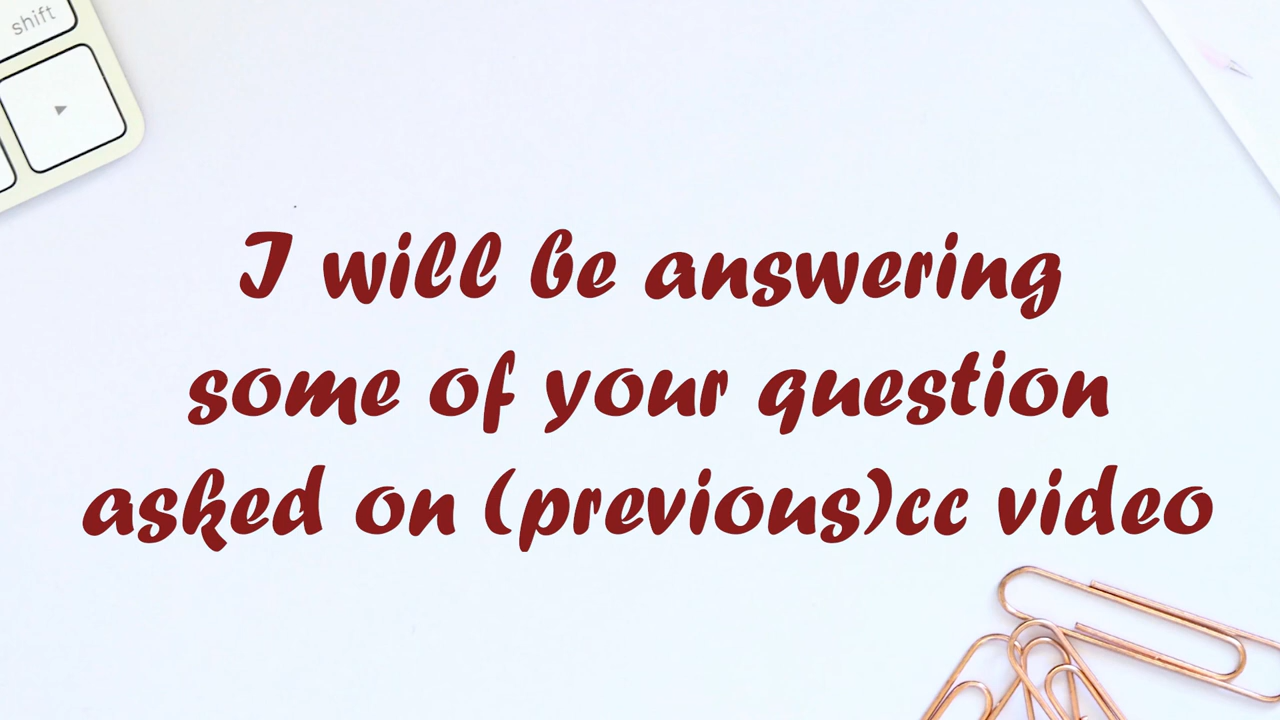 shift
I will be answering
some of your question
asked on (previous)cc video